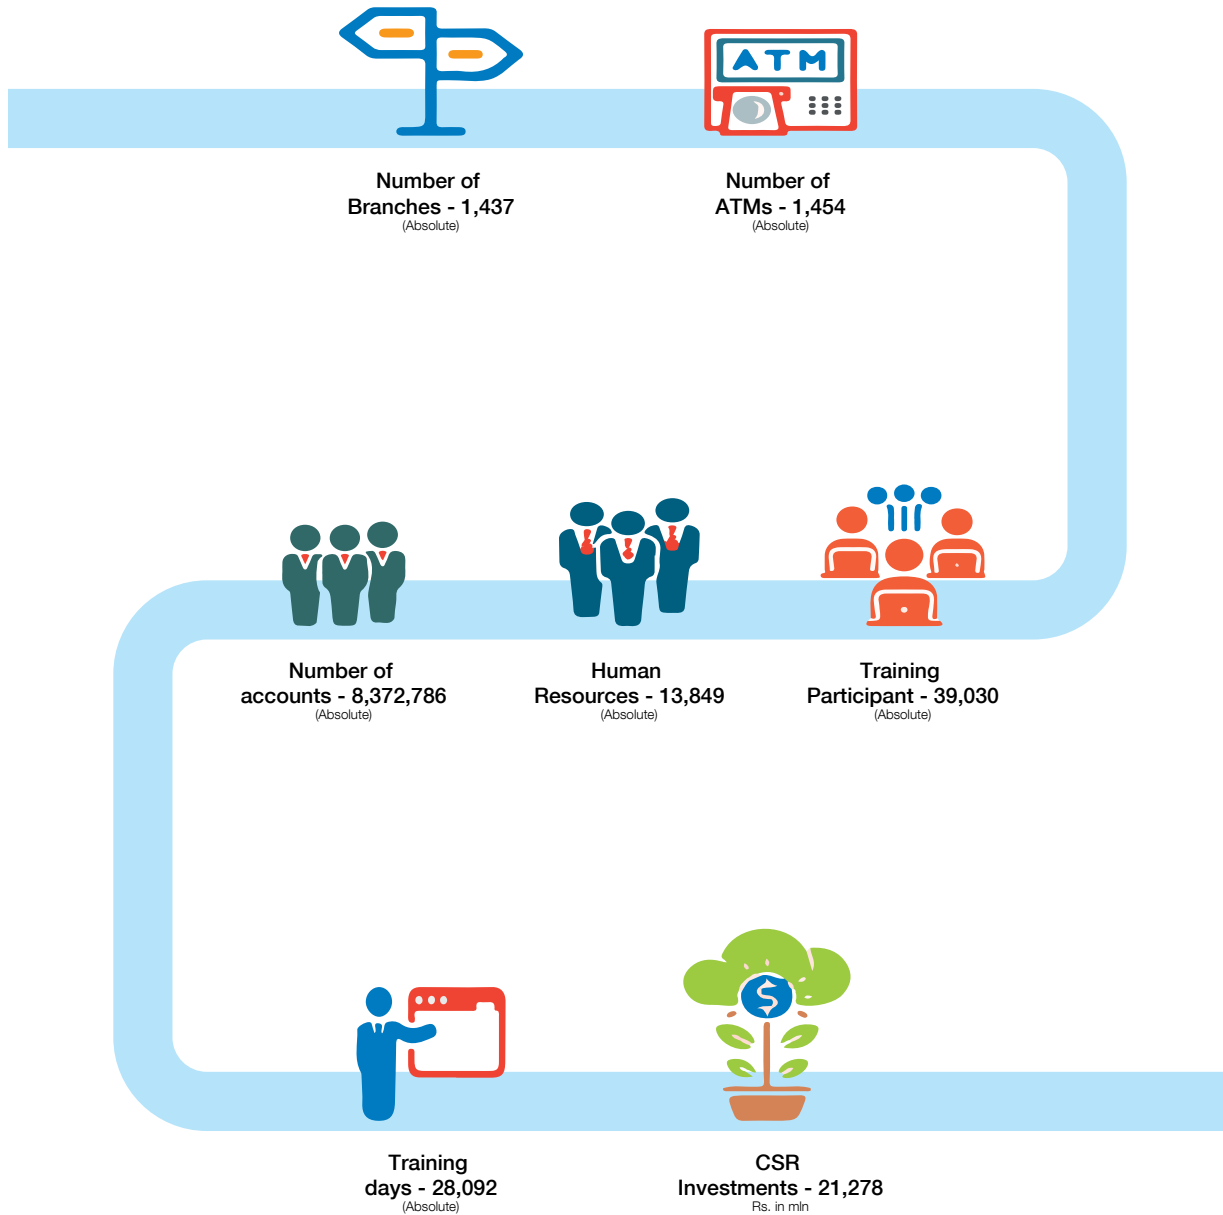 ATM
Number of
Branches - 1,437
(Absolute)
Number of
ATMs - 1,454
(Absolute)
Number of
accounts - 8,372,786
(Absolute)
Human
Resources - 13,849
(Absolute)
Training
Participant - 39,030
(Absolute)
$
Training
days - 28,092
(Absolute)
CSR
Investments - 21,278
Rs. in mln